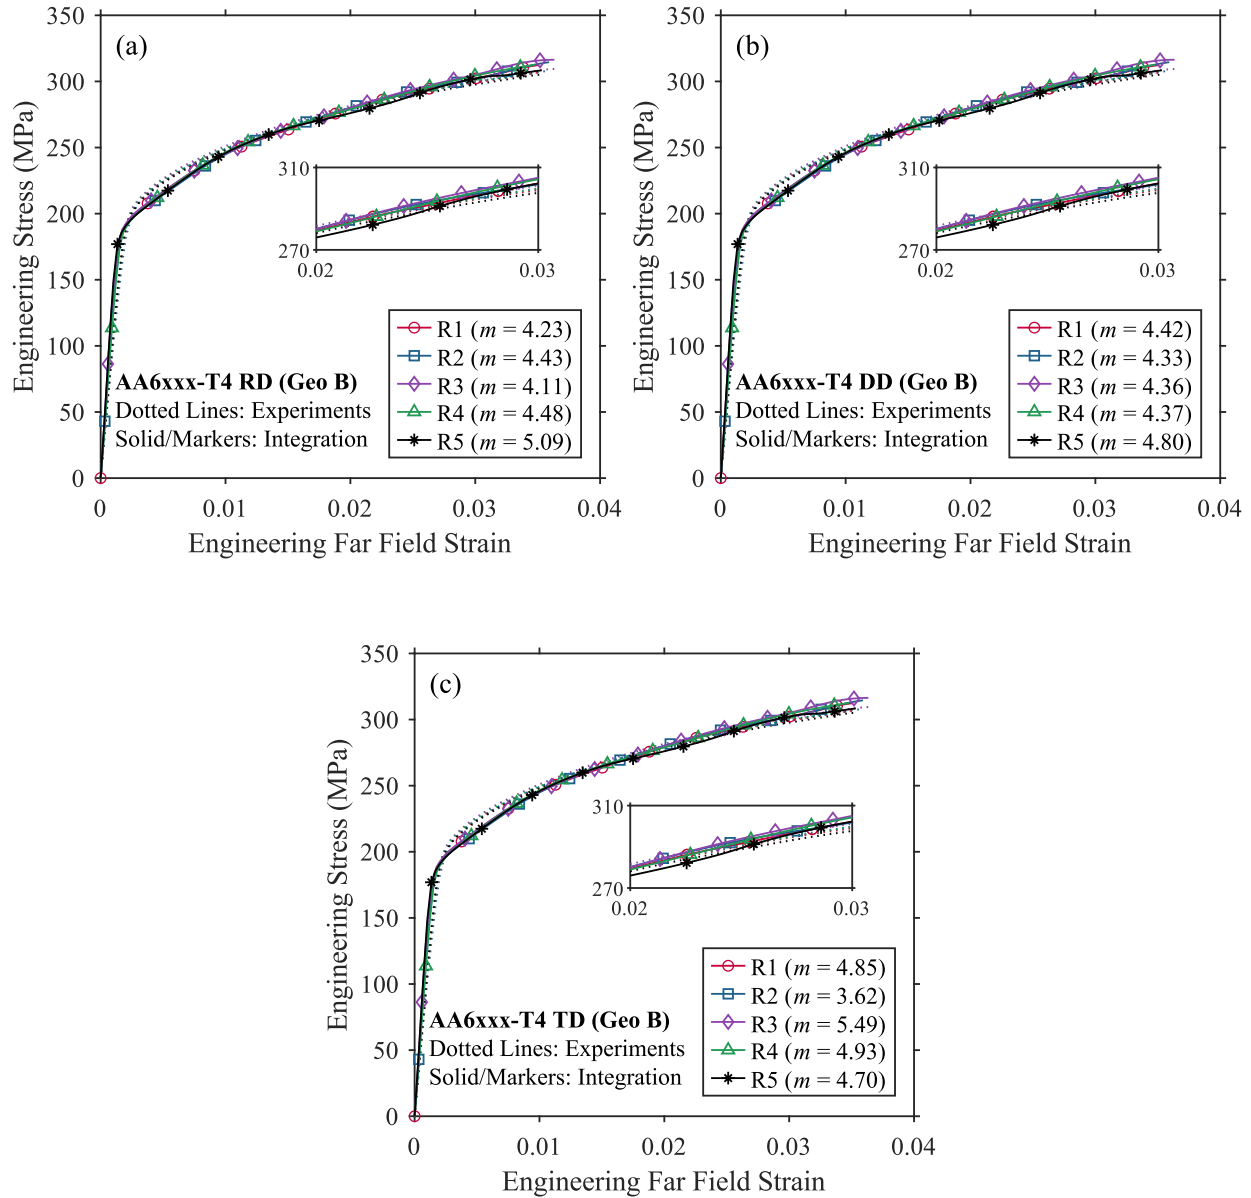 350
300
250
200
150
100
50
0
Engineering Stress (MPa)
(a)
310
270
0.02
0.03
R1 (m = 4.23)
R2 (m = 4.43)
R3 (m = 4.11)
R4 (m = 4.48)
R5 (m = 5.09)
AA6xxx-T4 RD (Geo B)
Dotted Lines: Experiments
Solid/Markers: Integration
0
0.01
0.02
0.03
0.04
Engineering Far Field Strain
350
300
250
200
150
100
50
0
Engineering Stress (MPa)
(b)
310
270
0.02
0.03
R1 (m = 4.42)
R2 (m = 4.33)
R3 (m = 4.36)
R4 (m = 4.37)
R5 (m = 4.80)
AA6xxx-T4 DD (Geo B)
Dotted Lines: Experiments
Solid/Markers: Integration
0
0.01
0.02
0.03
0.04
Engineering Far Field Strain
350
300
250
200
150
100
50
0
Engineering Stress (MPa)
(c)
310
270
0.02
0.03
R1 (m = 4.85)
R2 (m = 3.62)
R3 (m = 5.49)
R4 (m = 4.93)
R5 (m = 4.70)
AA6xxx-T4 TD (Geo B)
Dotted Lines: Experiments
Solid/Markers: Integration
0
0.01
0.02
0.03
0.04
Engineering Far Field Strain